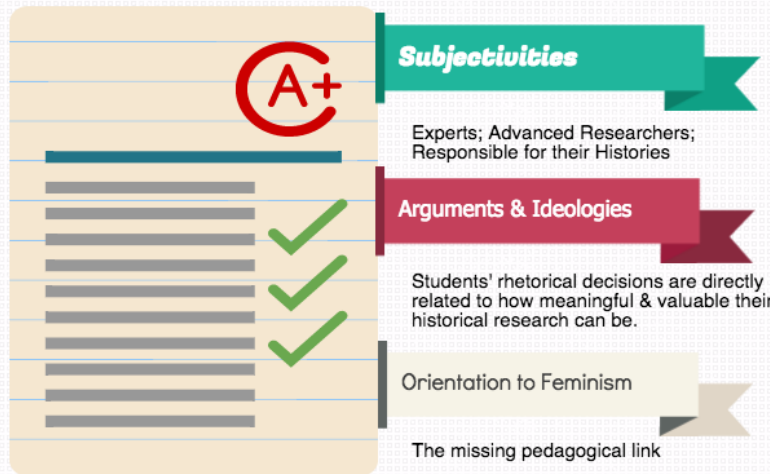 A+
Subjectivities
Experts; Advanced Researchers;
Responsible for their Histories
Arguments & Ideologies
Students' rhetorical decisions are directly
related to how meaningful & valuable their
historical research can be.
Orientation to Feminism
The missing pedagogical link